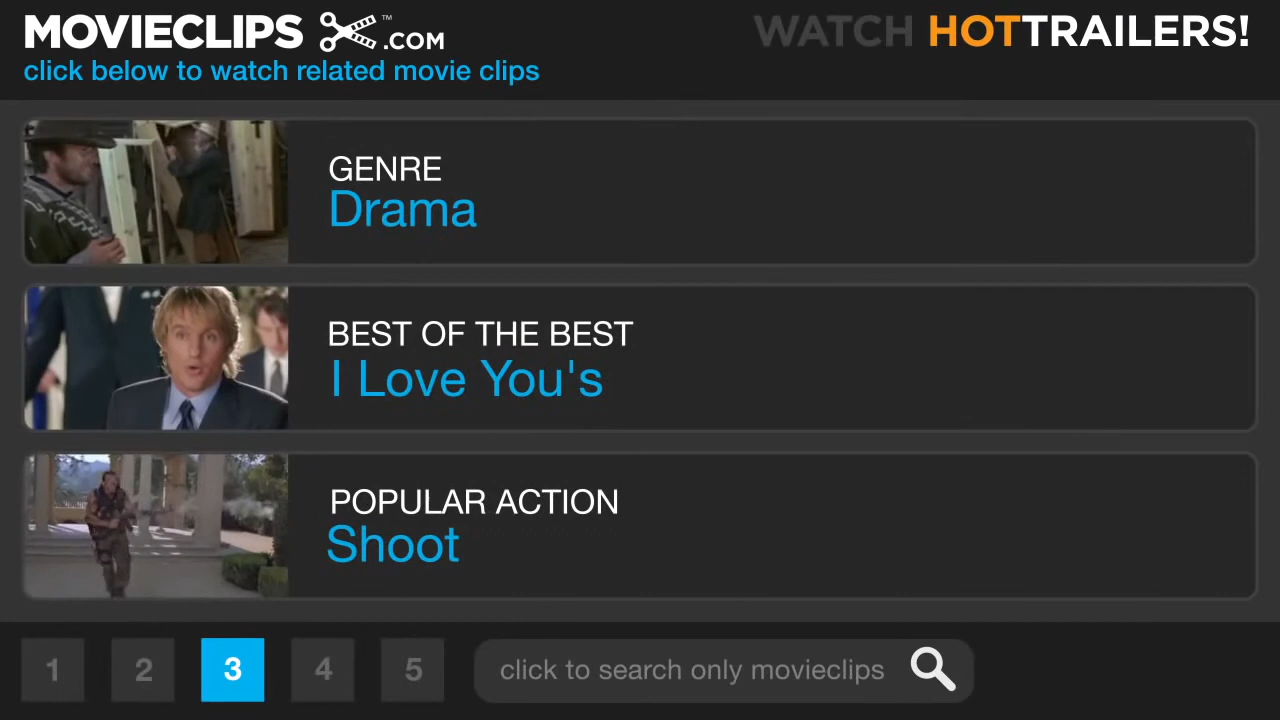 MOVIECLIPS ™ .COM
WATCH HOTTRAILERS!
click below to watch related movie clips
GENRE
Drama
BEST OF THE BEST
I Love You's
POPULAR ACTION
Shoot
1 2 3 4 5
click to search only movieclips